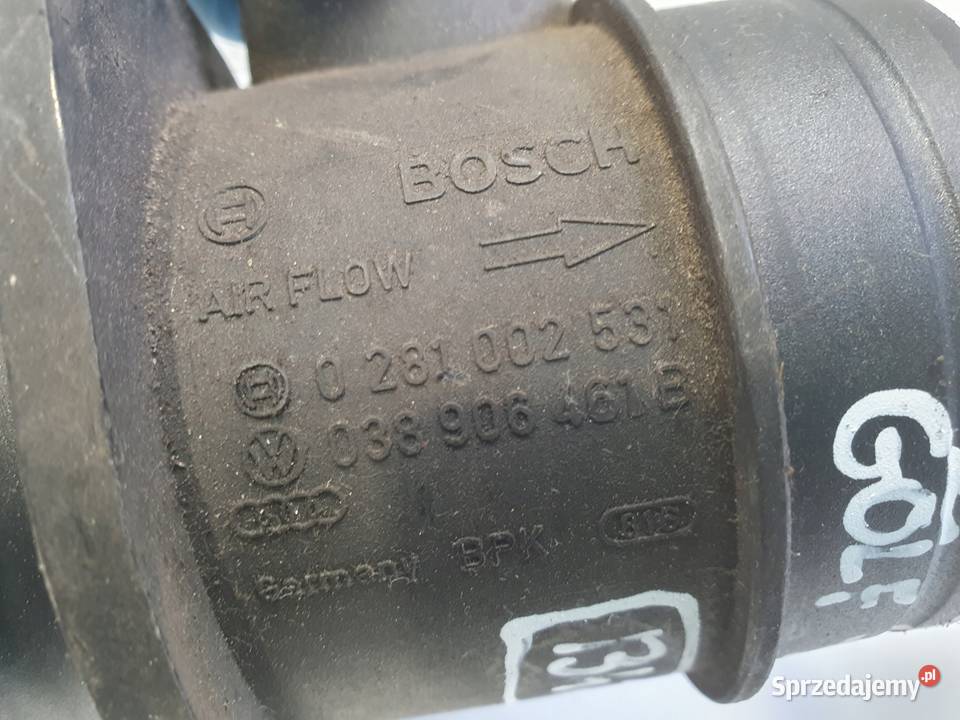 BOSCH
AIR FLOW
0 281 002 531
038 906 461 B
Germany BPK
GOLF
Sprzedajemy.pl